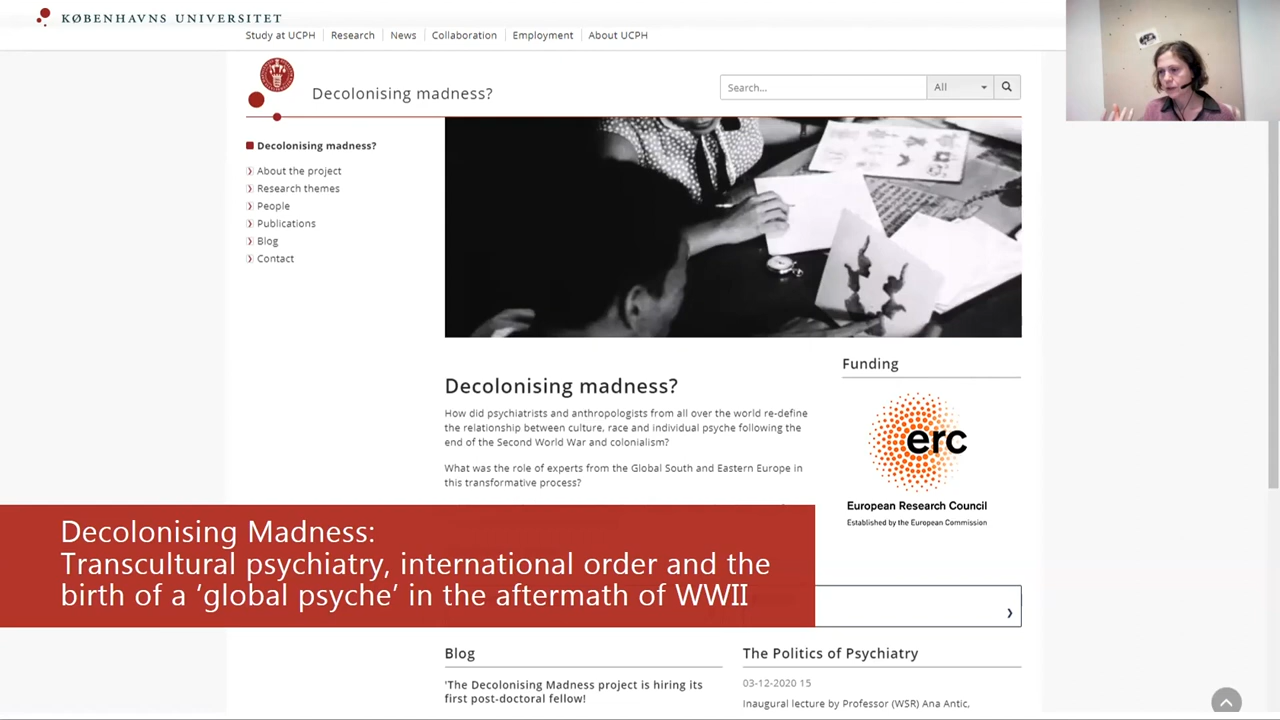 KØBENHAVNS UNIVERSITET
Study at UCPH
Research
News
Collaboration
Employment
About UCPH
Decolonising madness?
Search...
All
Decolonising madness?
About the project
Research themes
People
Publications
Blog
Contact
Decolonising madness?
How did psychiatrists and anthropologists from all over the world re-define
the relationship between culture, race and individual psyche following the
end of the Second World War and colonialism?
What was the role of experts from the Global South and Eastern Europe in
this transformative process?
Funding
erc
European Research Council
Established by the European Commission
Decolonising Madness:
Transcultural psychiatry, international order and the
birth of a ‘global psyche’ in the aftermath of WWII
Blog
'The Decolonising Madness project is hiring its
first post-doctoral fellow!
The Politics of Psychiatry
03-12-2020 15
Inaugural lecture by Professor (WSR) Ana Antic,